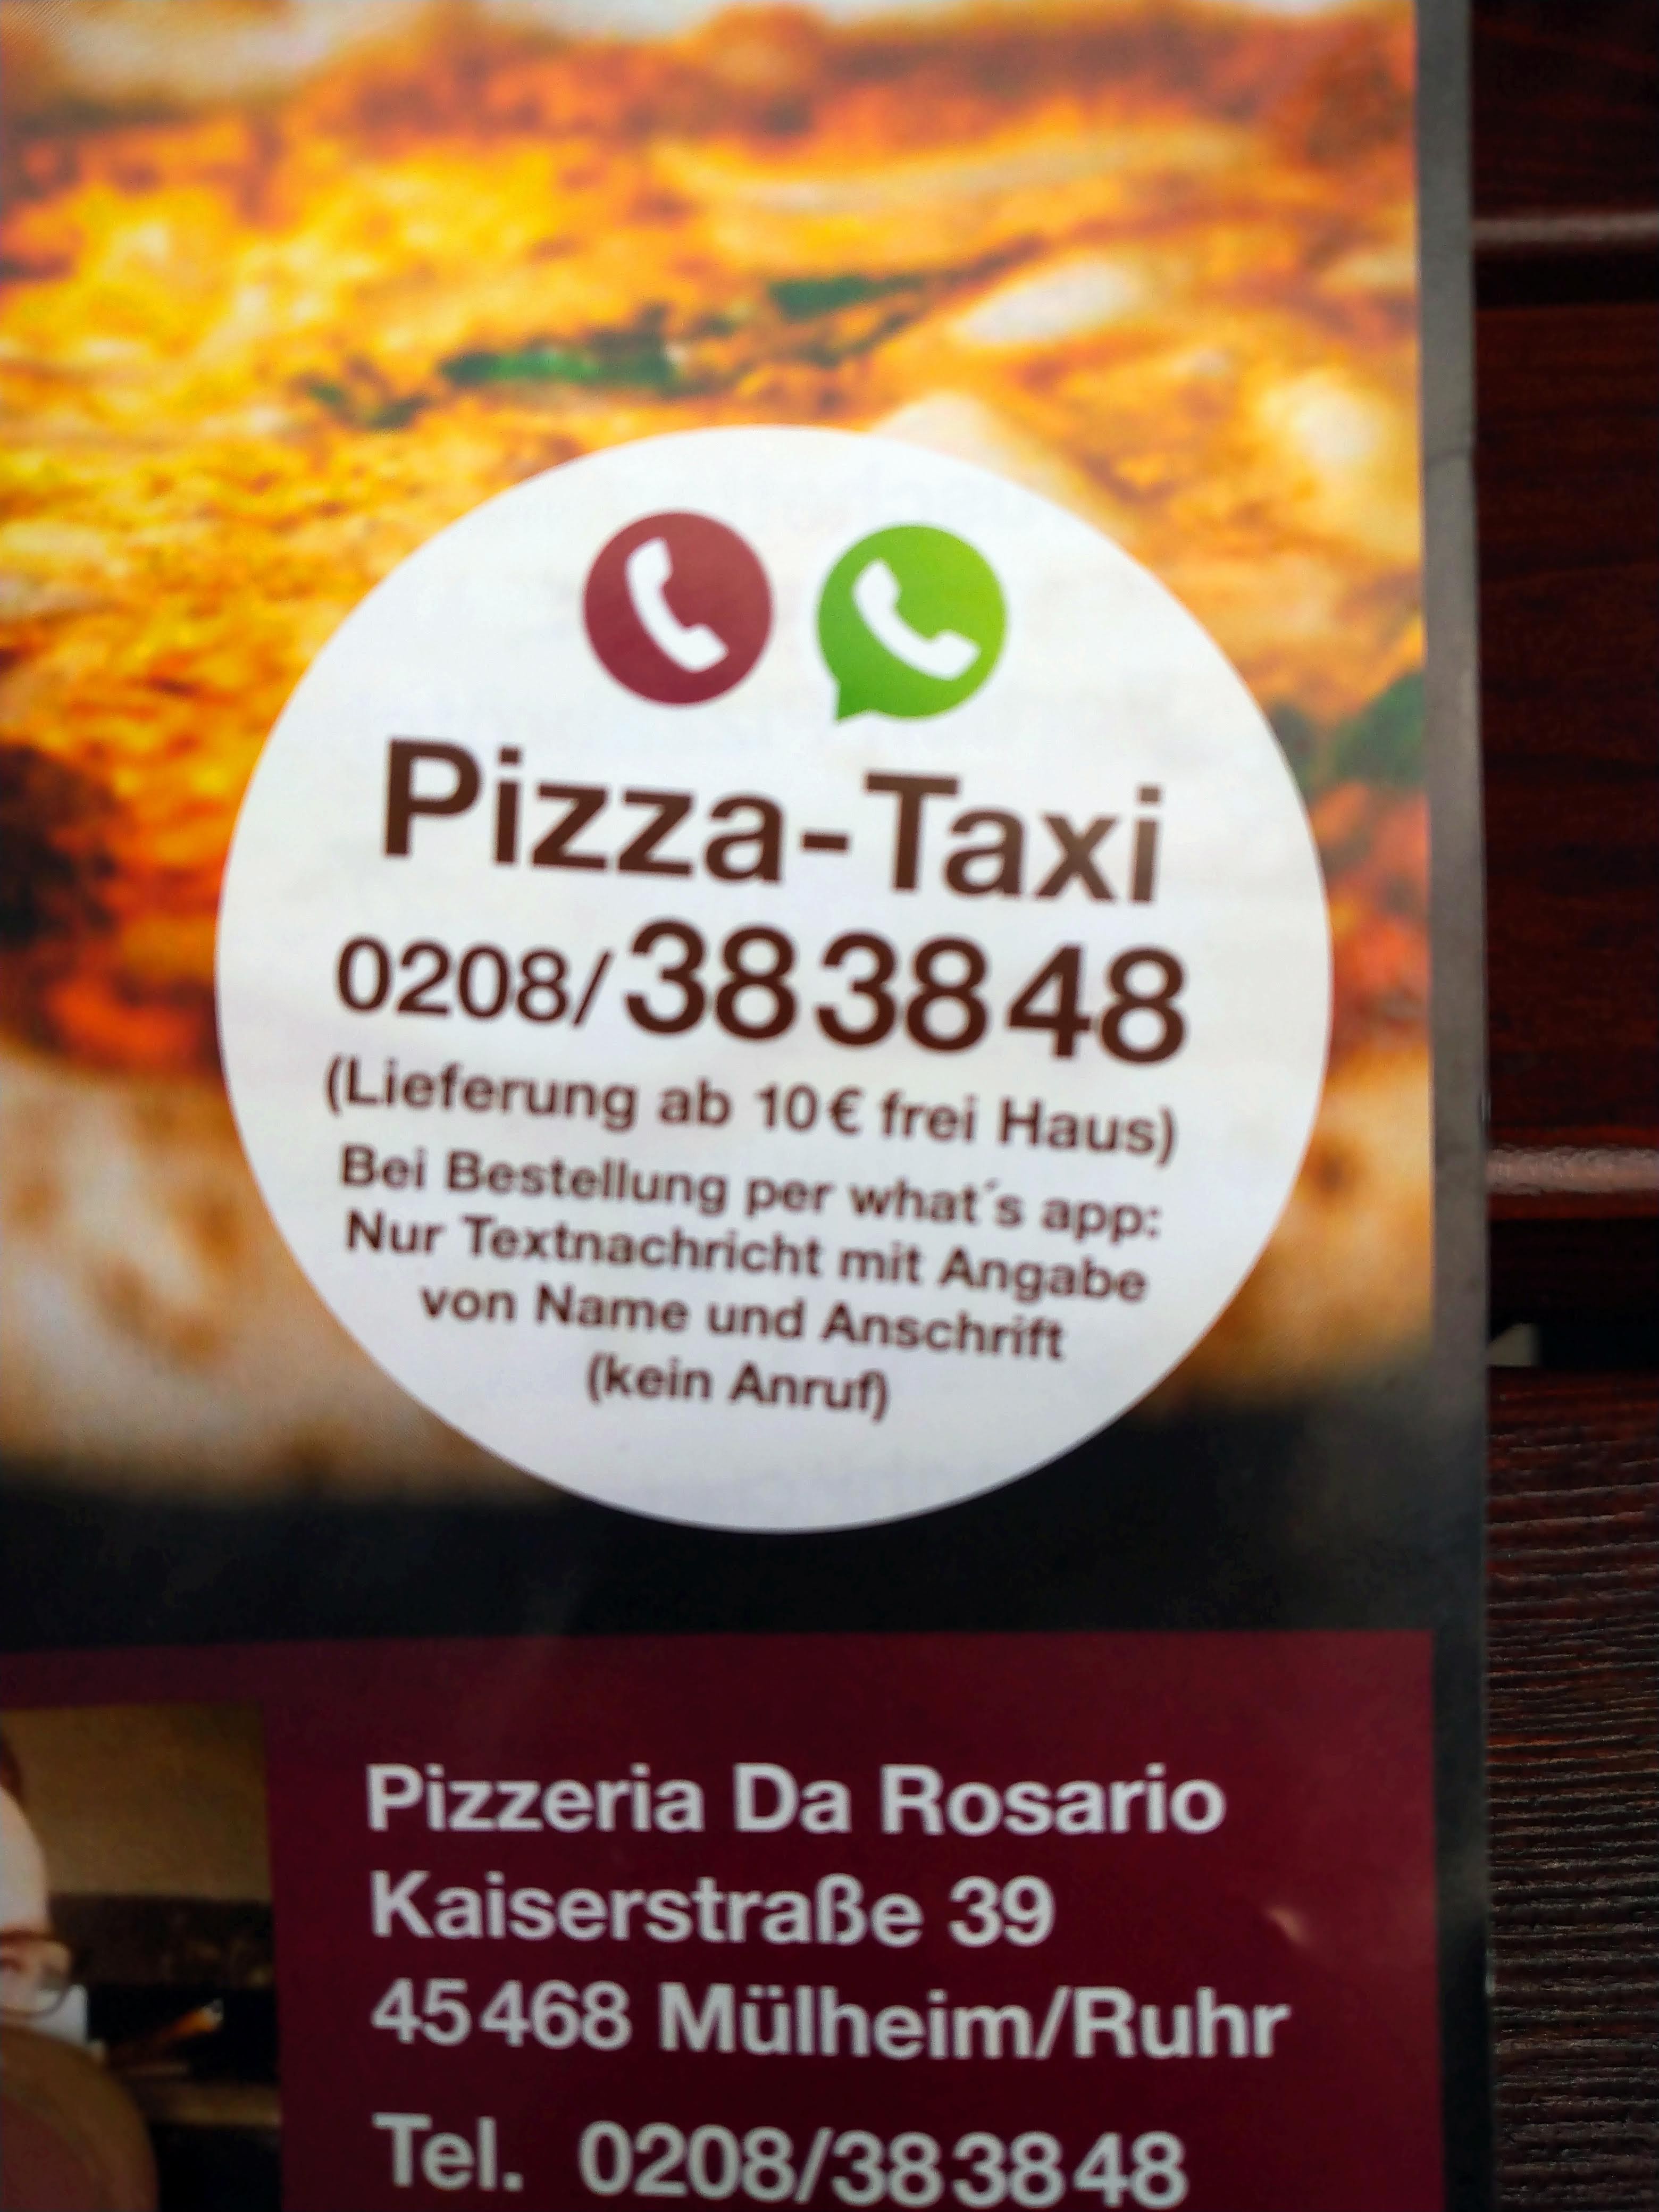 Pizza-Taxi
0208/383848
(Lieferung ab 10€ frei Haus)
Bei Bestellung per what´s app:
Nur Textnachricht mit Angabe
von Name und Anschrift
(kein Anruf)
Pizzeria Da Rosario
Kaiserstraße 39
45468 Mülheim/Ruhr
Tel. 0208/383848